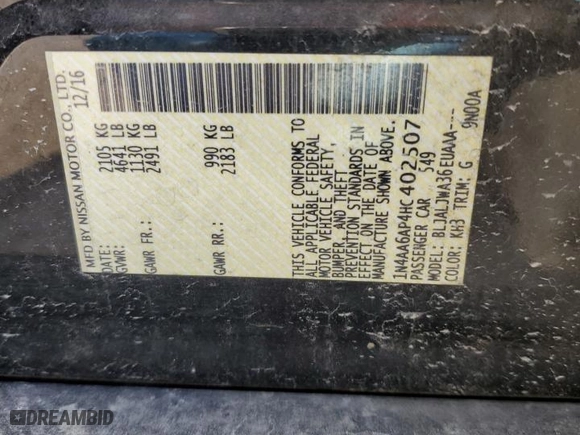 MFD BY NISSAN MOTOR CO., LTD.
12/16
GVWR: 2105 KG
4641 LB
GAWR FR: 1130 KG
2491 LB
GAWR RR: 990 KG
2183 LB
THIS VEHICLE CONFORMS TO
ALL APPLICABLE FEDERAL
MOTOR VEHICLE SAFETY,
BUMPER, AND THEFT
PREVENTION STANDARDS IN
EFFECT ON THE DATE OF
MANUFACTURE SHOWN ABOVE.
1N4AA6AP4HC402507
PASSENGER CAR S49
MODEL: BLJALJWA36EUAAA----
COLOR: KH3 TRIM: G 9N00A
DREAMBID